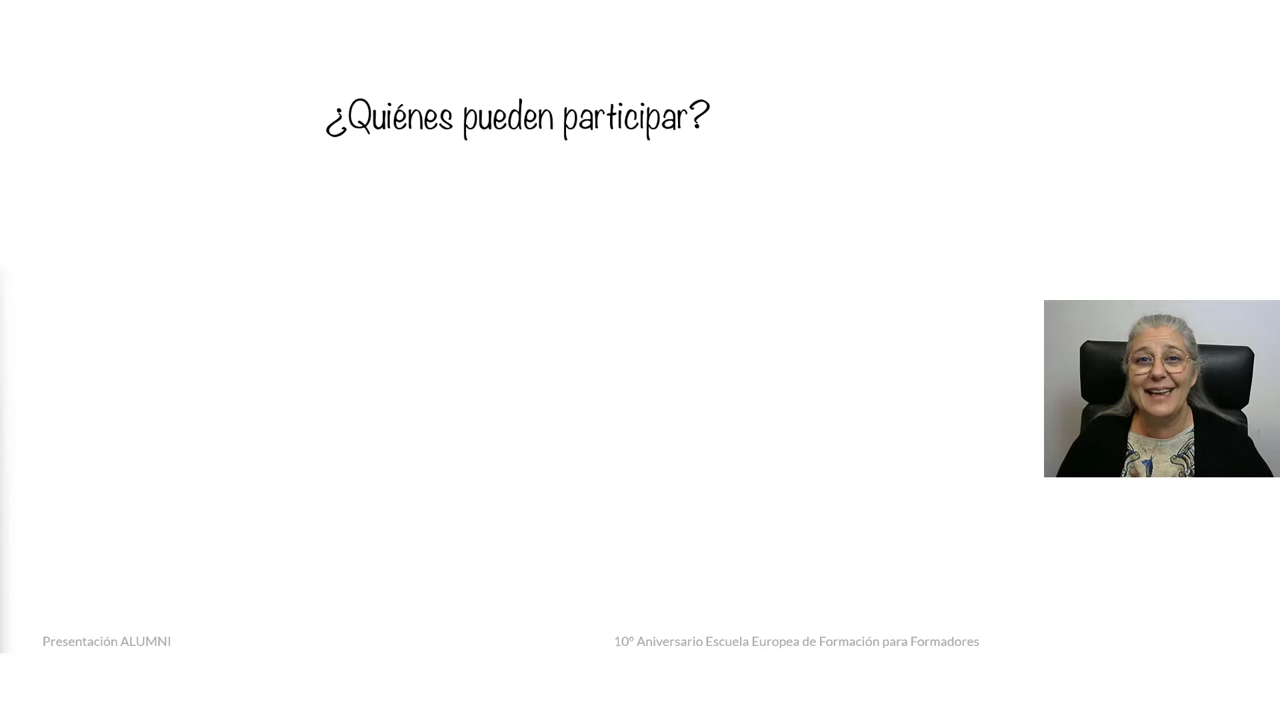 ¿Quiénes pueden participar?
Presentación ALUMNI
10º Aniversario Escuela Europea de Formación para Formadores